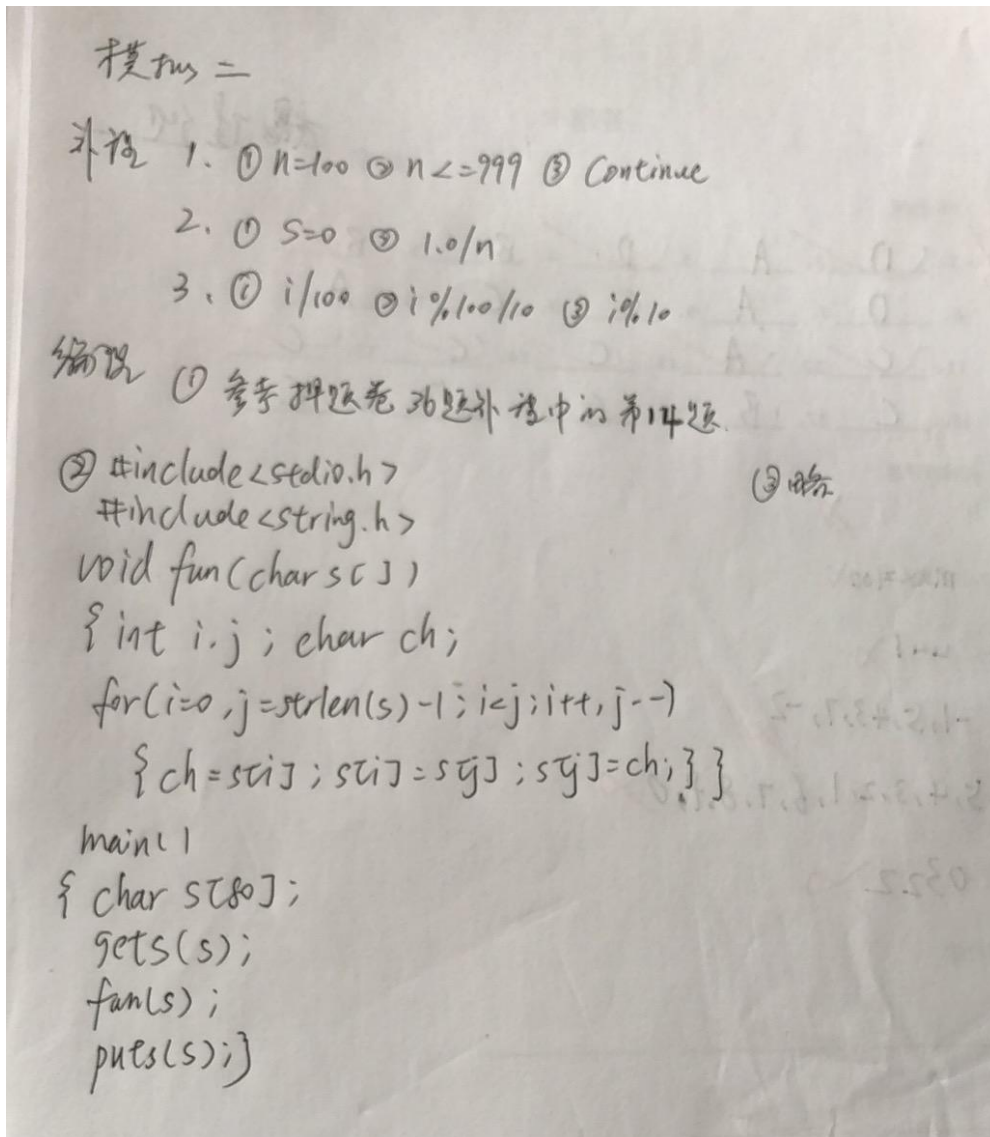 模拟二
补程 1. ① n=100 ② n<=999 ③ Continue
2. ① S=0 ② 1.0/n
3. ① i/100 ② i%100/10 ③ i%10
编程 ① 参考押题卷36题补程中的第14题.
② #include<stdio.h> ③略
#include<string.h>
void fun(char s[])
{int i,j; char ch;
for(i=0,j=strlen(s)-1;i<j;i++,j--)
{ch=s[i];s[i]=s[j];s[j]=ch;}}
main()
{ char s[80];
gets(s);
fun(s);
puts(s);}